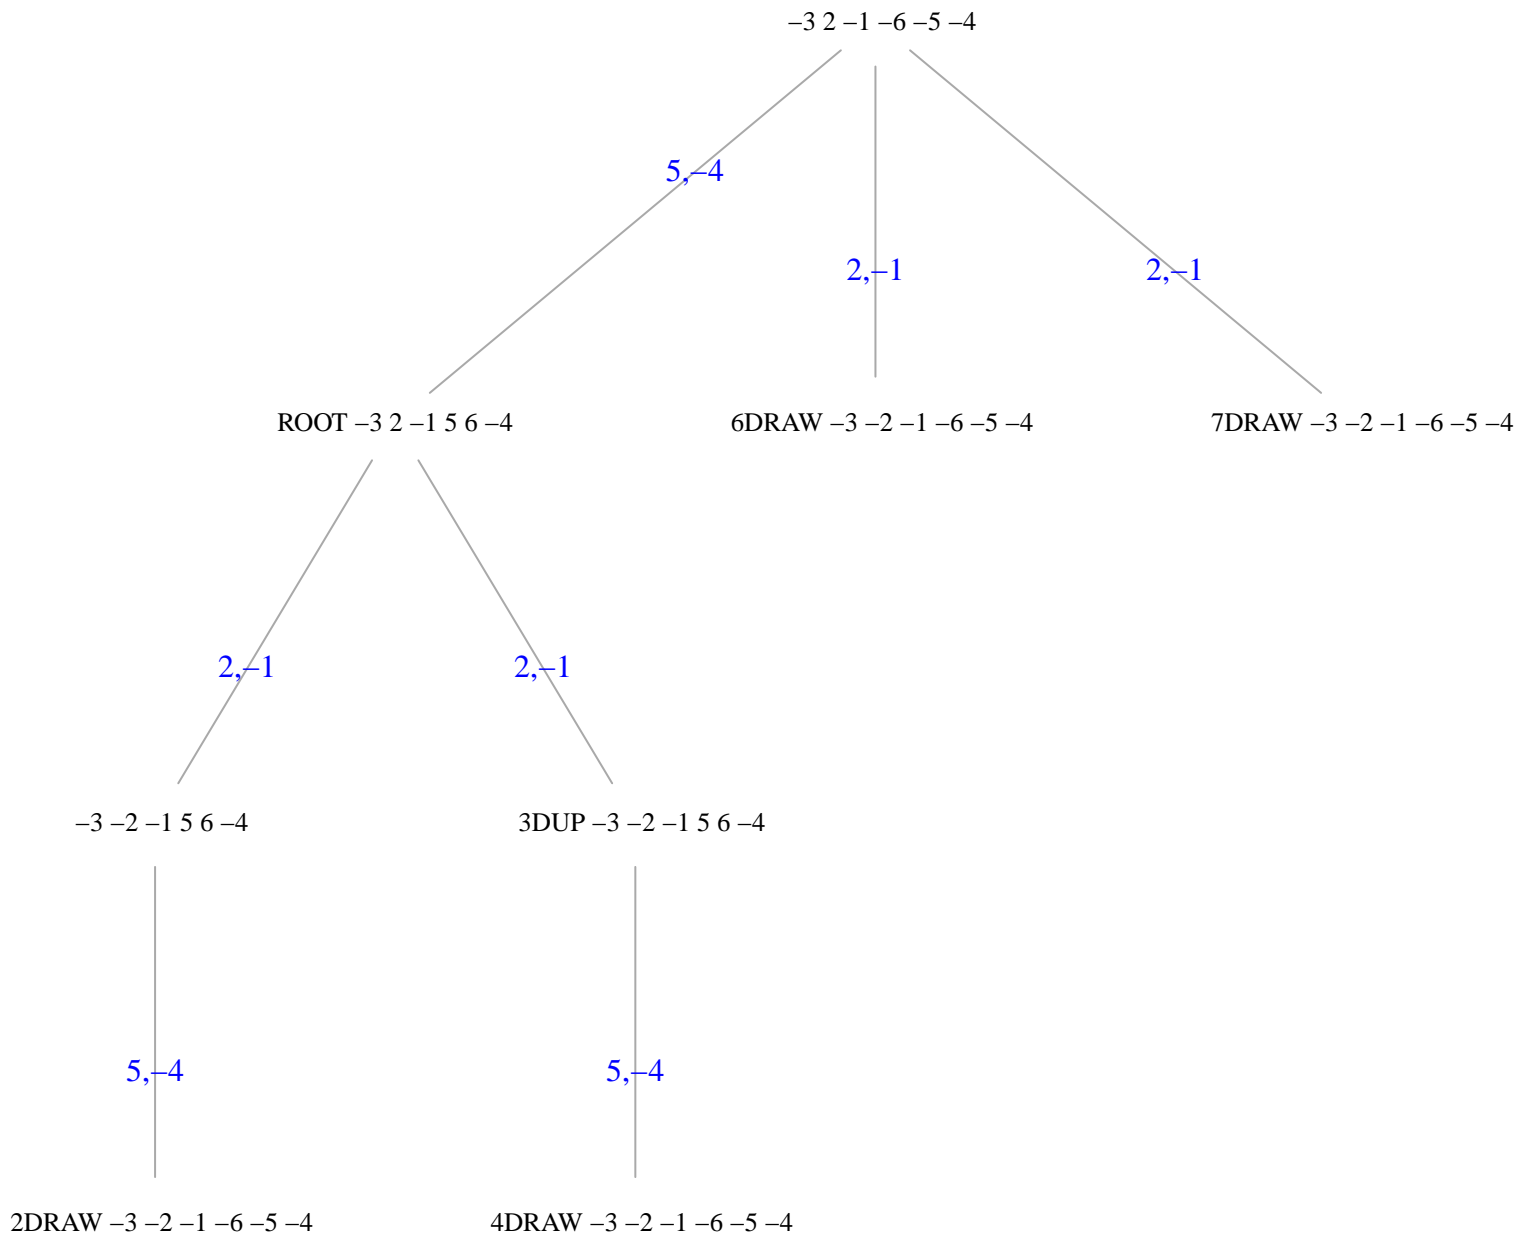 –3 2 –1 –6 –5 –4
5,–4
2,–1
2,–1
ROOT –3 2 –1 5 6 –4
6DRAW –3 –2 –1 –6 –5 –4
7DRAW –3 –2 –1 –6 –5 –4
2,–1
2,–1
–3 –2 –1 5 6 –4
3DUP –3 –2 –1 5 6 –4
5,–4
5,–4
2DRAW –3 –2 –1 –6 –5 –4
4DRAW –3 –2 –1 –6 –5 –4